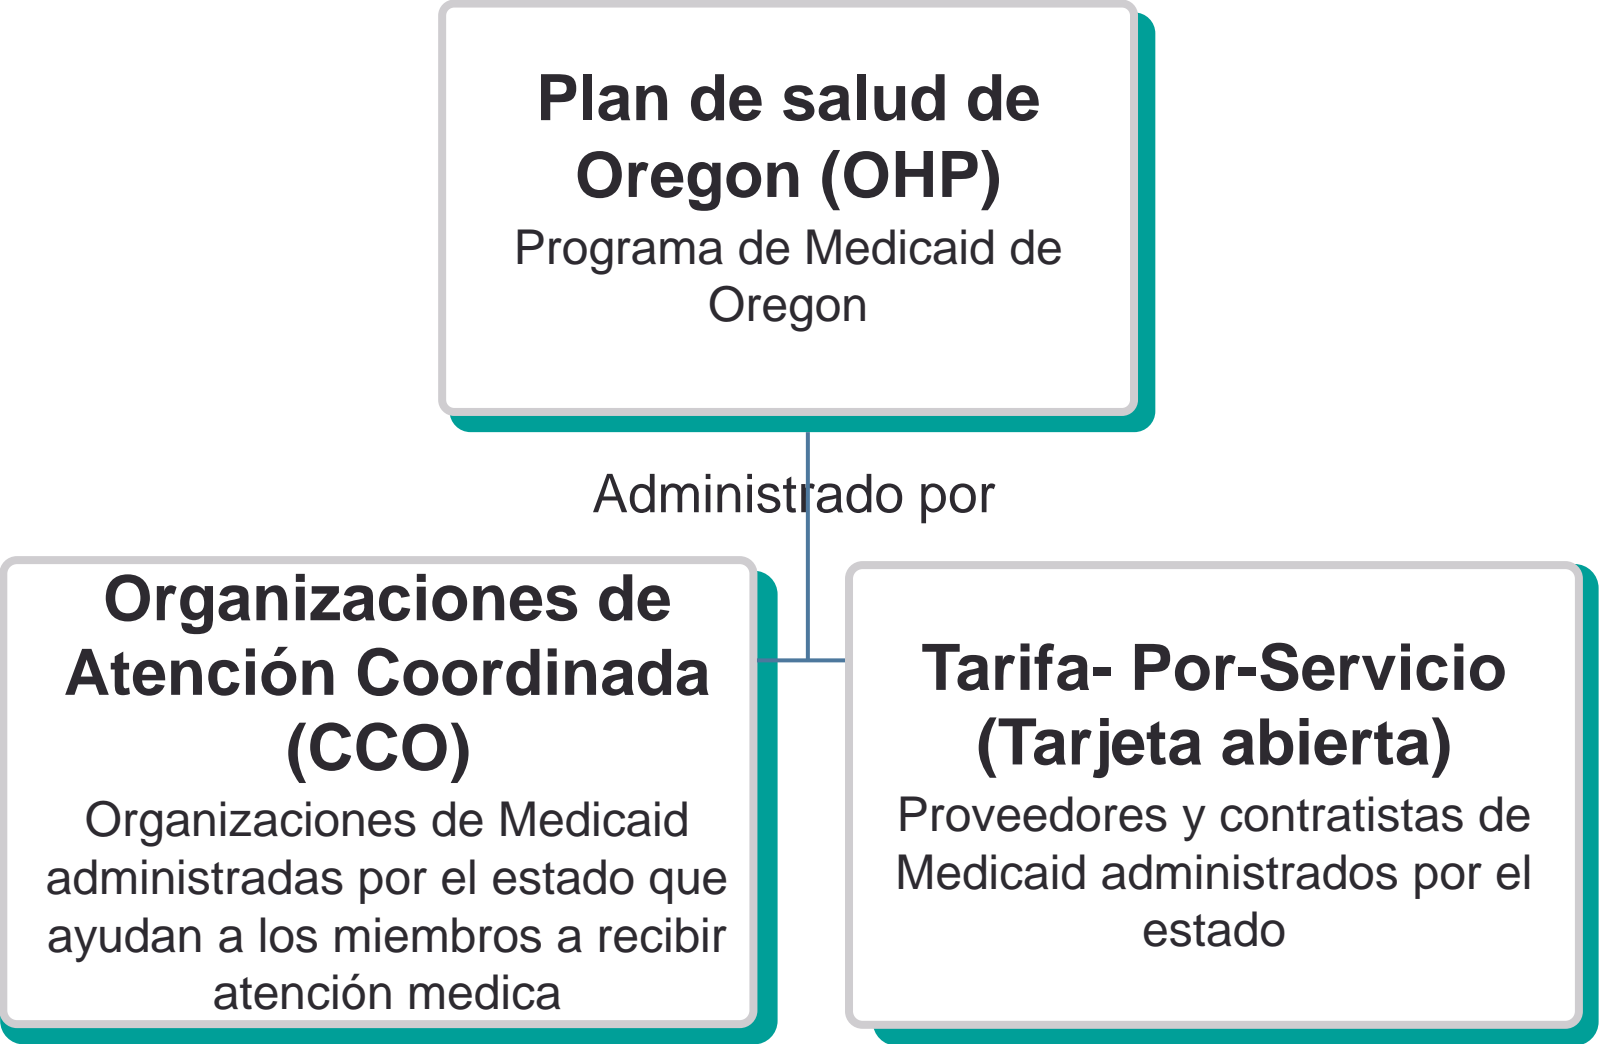 Plan de salud de
Oregon (OHP)
Programa de Medicaid de
Oregon
Administrado por
Organizaciones de
Atención Coordinada
(CCO)
Organizaciones de Medicaid
administradas por el estado que
ayudan a los miembros a recibir
atención medica
Tarifa- Por-Servicio
(Tarjeta abierta)
Proveedores y contratistas de
Medicaid administrados por el
estado